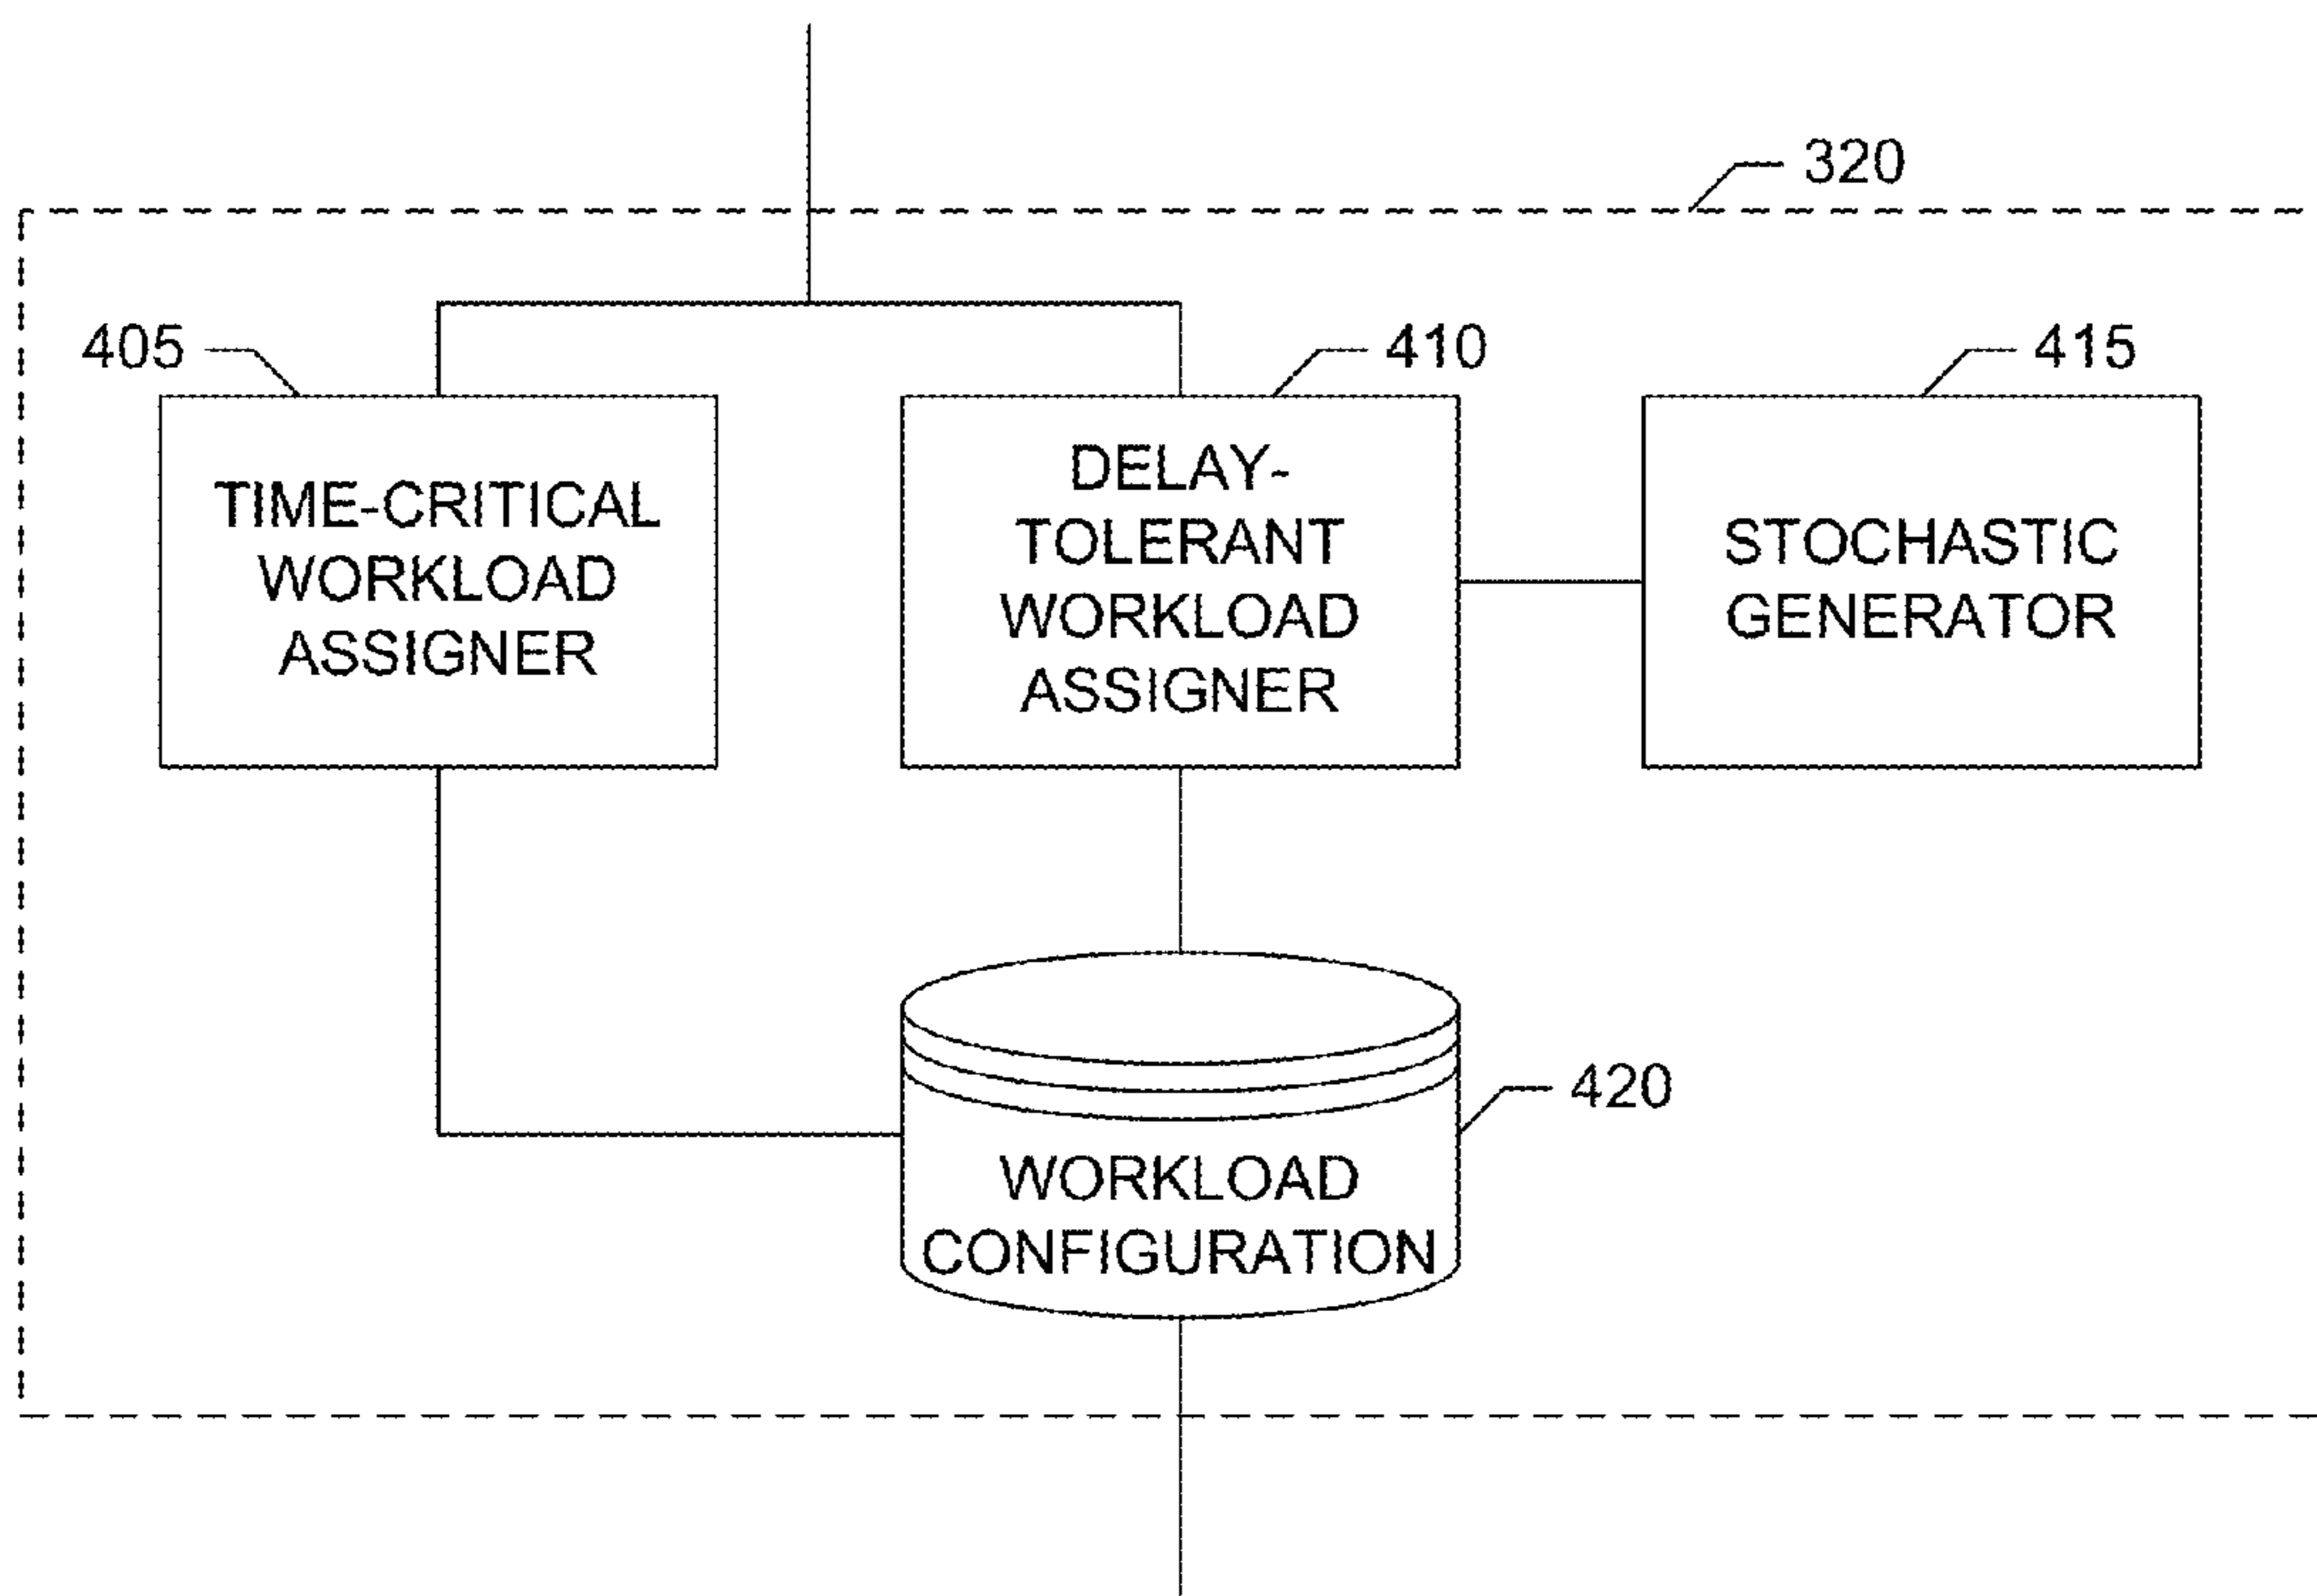 320
405
410
415
TIME-CRITICAL
WORKLOAD
ASSIGNER
DELAY-
TOLERANT
WORKLOAD
ASSIGNER
STOCHASTIC
GENERATOR
420
WORKLOAD
CONFIGURATION